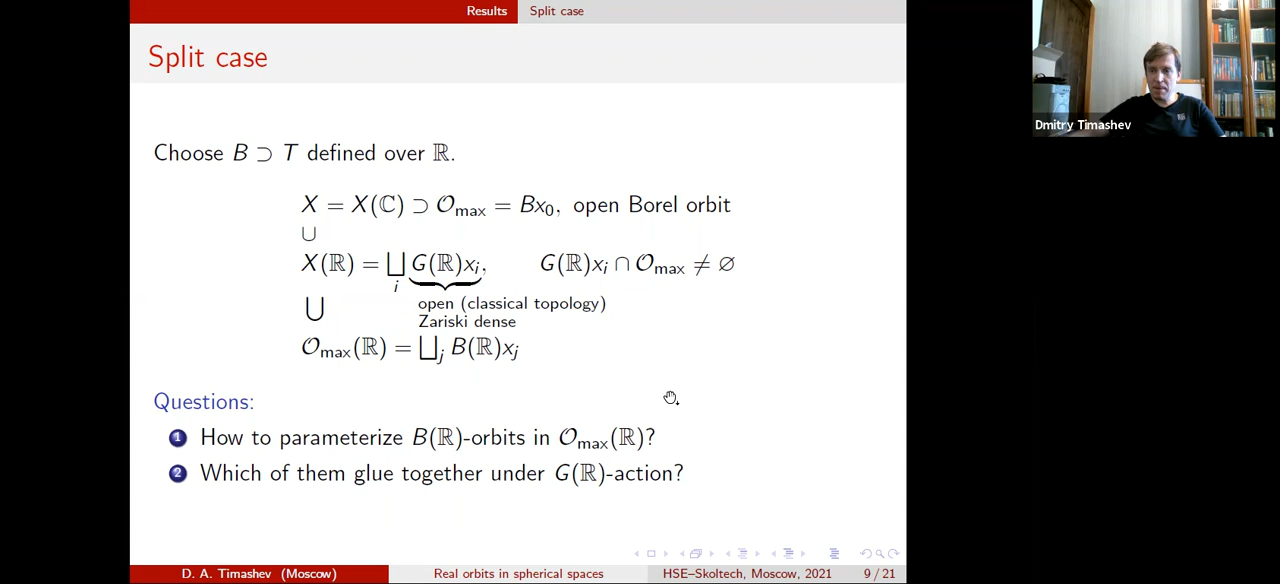 Results Split case
Split case
Choose B ⊃ T defined over ℝ.
X = X(ℂ) ⊃ 𝒪max = Bx₀, open Borel orbit
∪
X(ℝ) = ⨆ᵢ G(ℝ)xᵢ, G(ℝ)xᵢ ∩ 𝒪max ≠ ∅
open (classical topology)
⋃
Zariski dense
𝒪max(ℝ) = ⨆ⱼ B(ℝ)xⱼ
Questions:
1 How to parameterize B(ℝ)-orbits in 𝒪max(ℝ)?
2 Which of them glue together under G(ℝ)-action?
D. A. Timashev (Moscow) Real orbits in spherical spaces HSE–Skoltech, Moscow, 2021 9 / 21
Dmitry Timashev